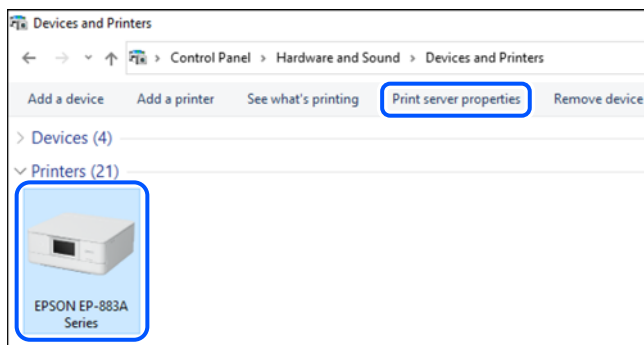 Devices and Printers
Control Panel > Hardware and Sound > Devices and Printers
Add a device Add a printer See what's printing Print server properties Remove device
Devices (4)
Printers (21)
EPSON EP-883A
Series